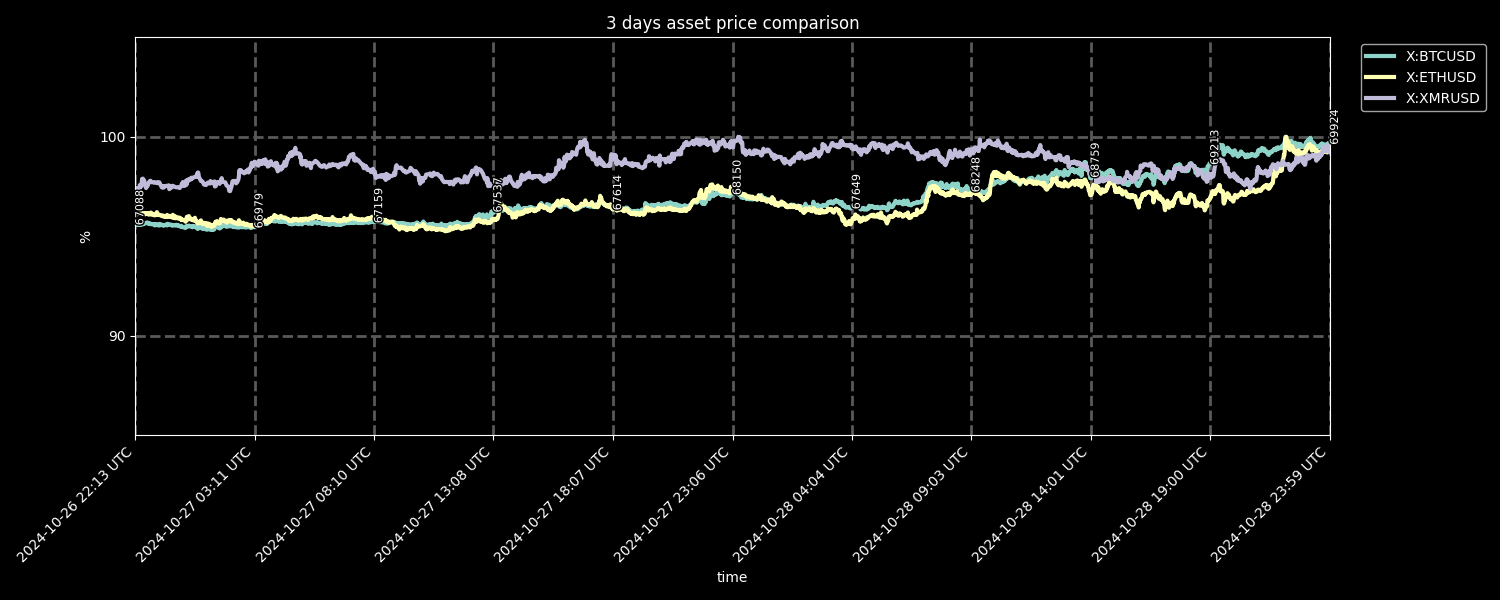 3 days asset price comparison
X:BTCUSD
X:ETHUSD
X:XMRUSD
100
90
%
67088
66979
67159
67537
67614
68150
67649
68248
68759
69213
69924
2024-10-26 22:13 UTC
2024-10-27 03:11 UTC
2024-10-27 08:10 UTC
2024-10-27 13:08 UTC
2024-10-27 18:07 UTC
2024-10-27 23:06 UTC
2024-10-28 04:04 UTC
2024-10-28 09:03 UTC
2024-10-28 14:01 UTC
2024-10-28 19:00 UTC
2024-10-28 23:59 UTC
time